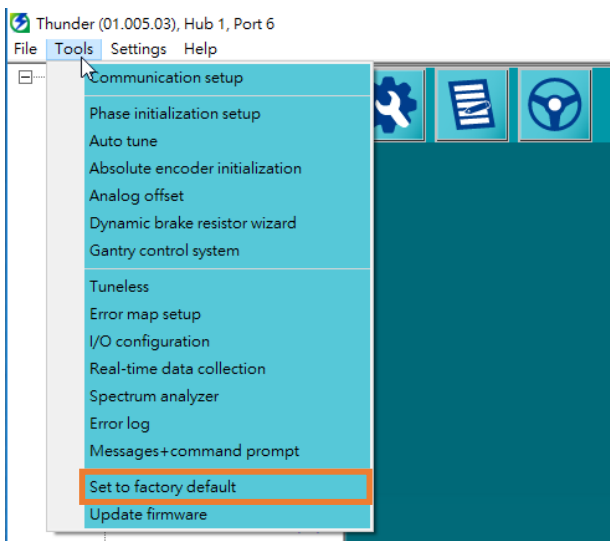 Thunder (01.005.03), Hub 1, Port 6
File Tools Settings Help
Communication setup
Phase initialization setup
Auto tune
Absolute encoder initialization
Analog offset
Dynamic brake resistor wizard
Gantry control system
Tuneless
Error map setup
I/O configuration
Real-time data collection
Spectrum analyzer
Error log
Messages+command prompt
Set to factory default
Update firmware